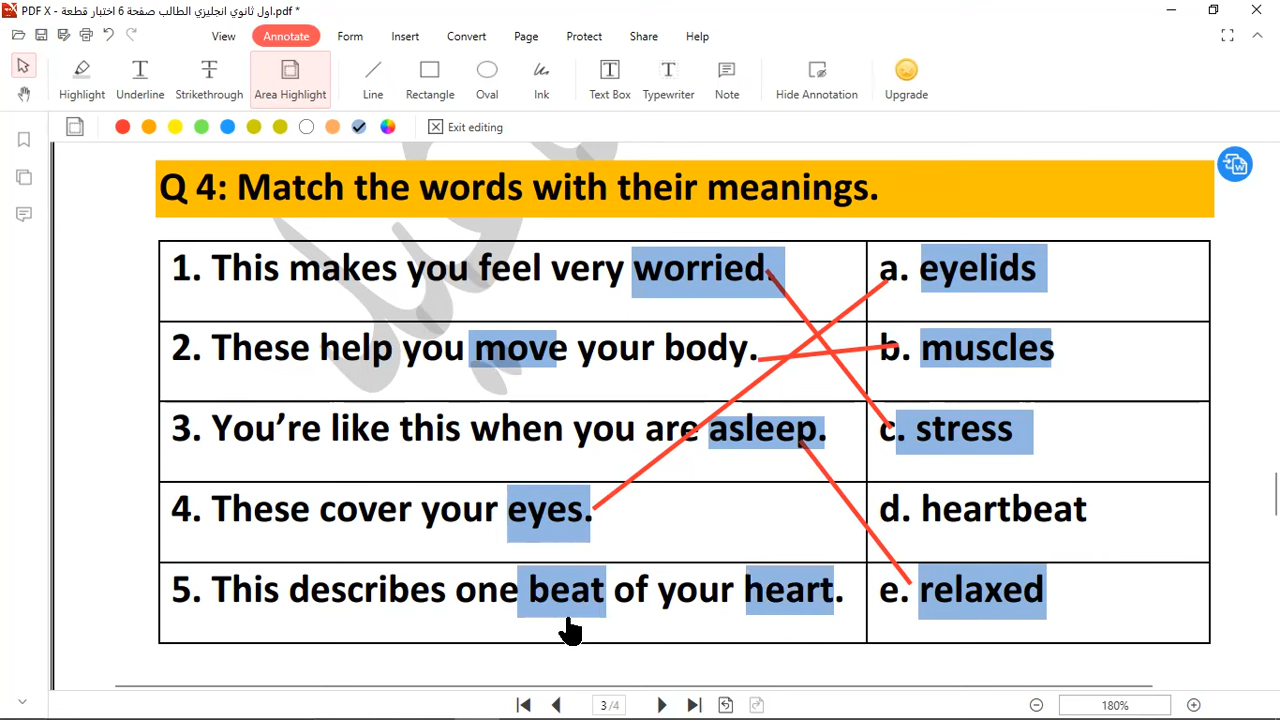 PDF X - اول ثانوي انجليزي الطالب صفحة 6 اختبار قطعة.pdf *
View Annotate Form Insert Convert Page Protect Share Help
Highlight Underline Strikethrough Area Highlight Line Rectangle Oval Ink Text Box Typewriter Note Hide Annotation Upgrade
Exit editing
Q 4: Match the words with their meanings.
1. This makes you feel very worried. a. eyelids
2. These help you move your body. b. muscles
3. You’re like this when you are asleep. c. stress
4. These cover your eyes. d. heartbeat
5. This describes one beat of your heart. e. relaxed
3 /4 180%